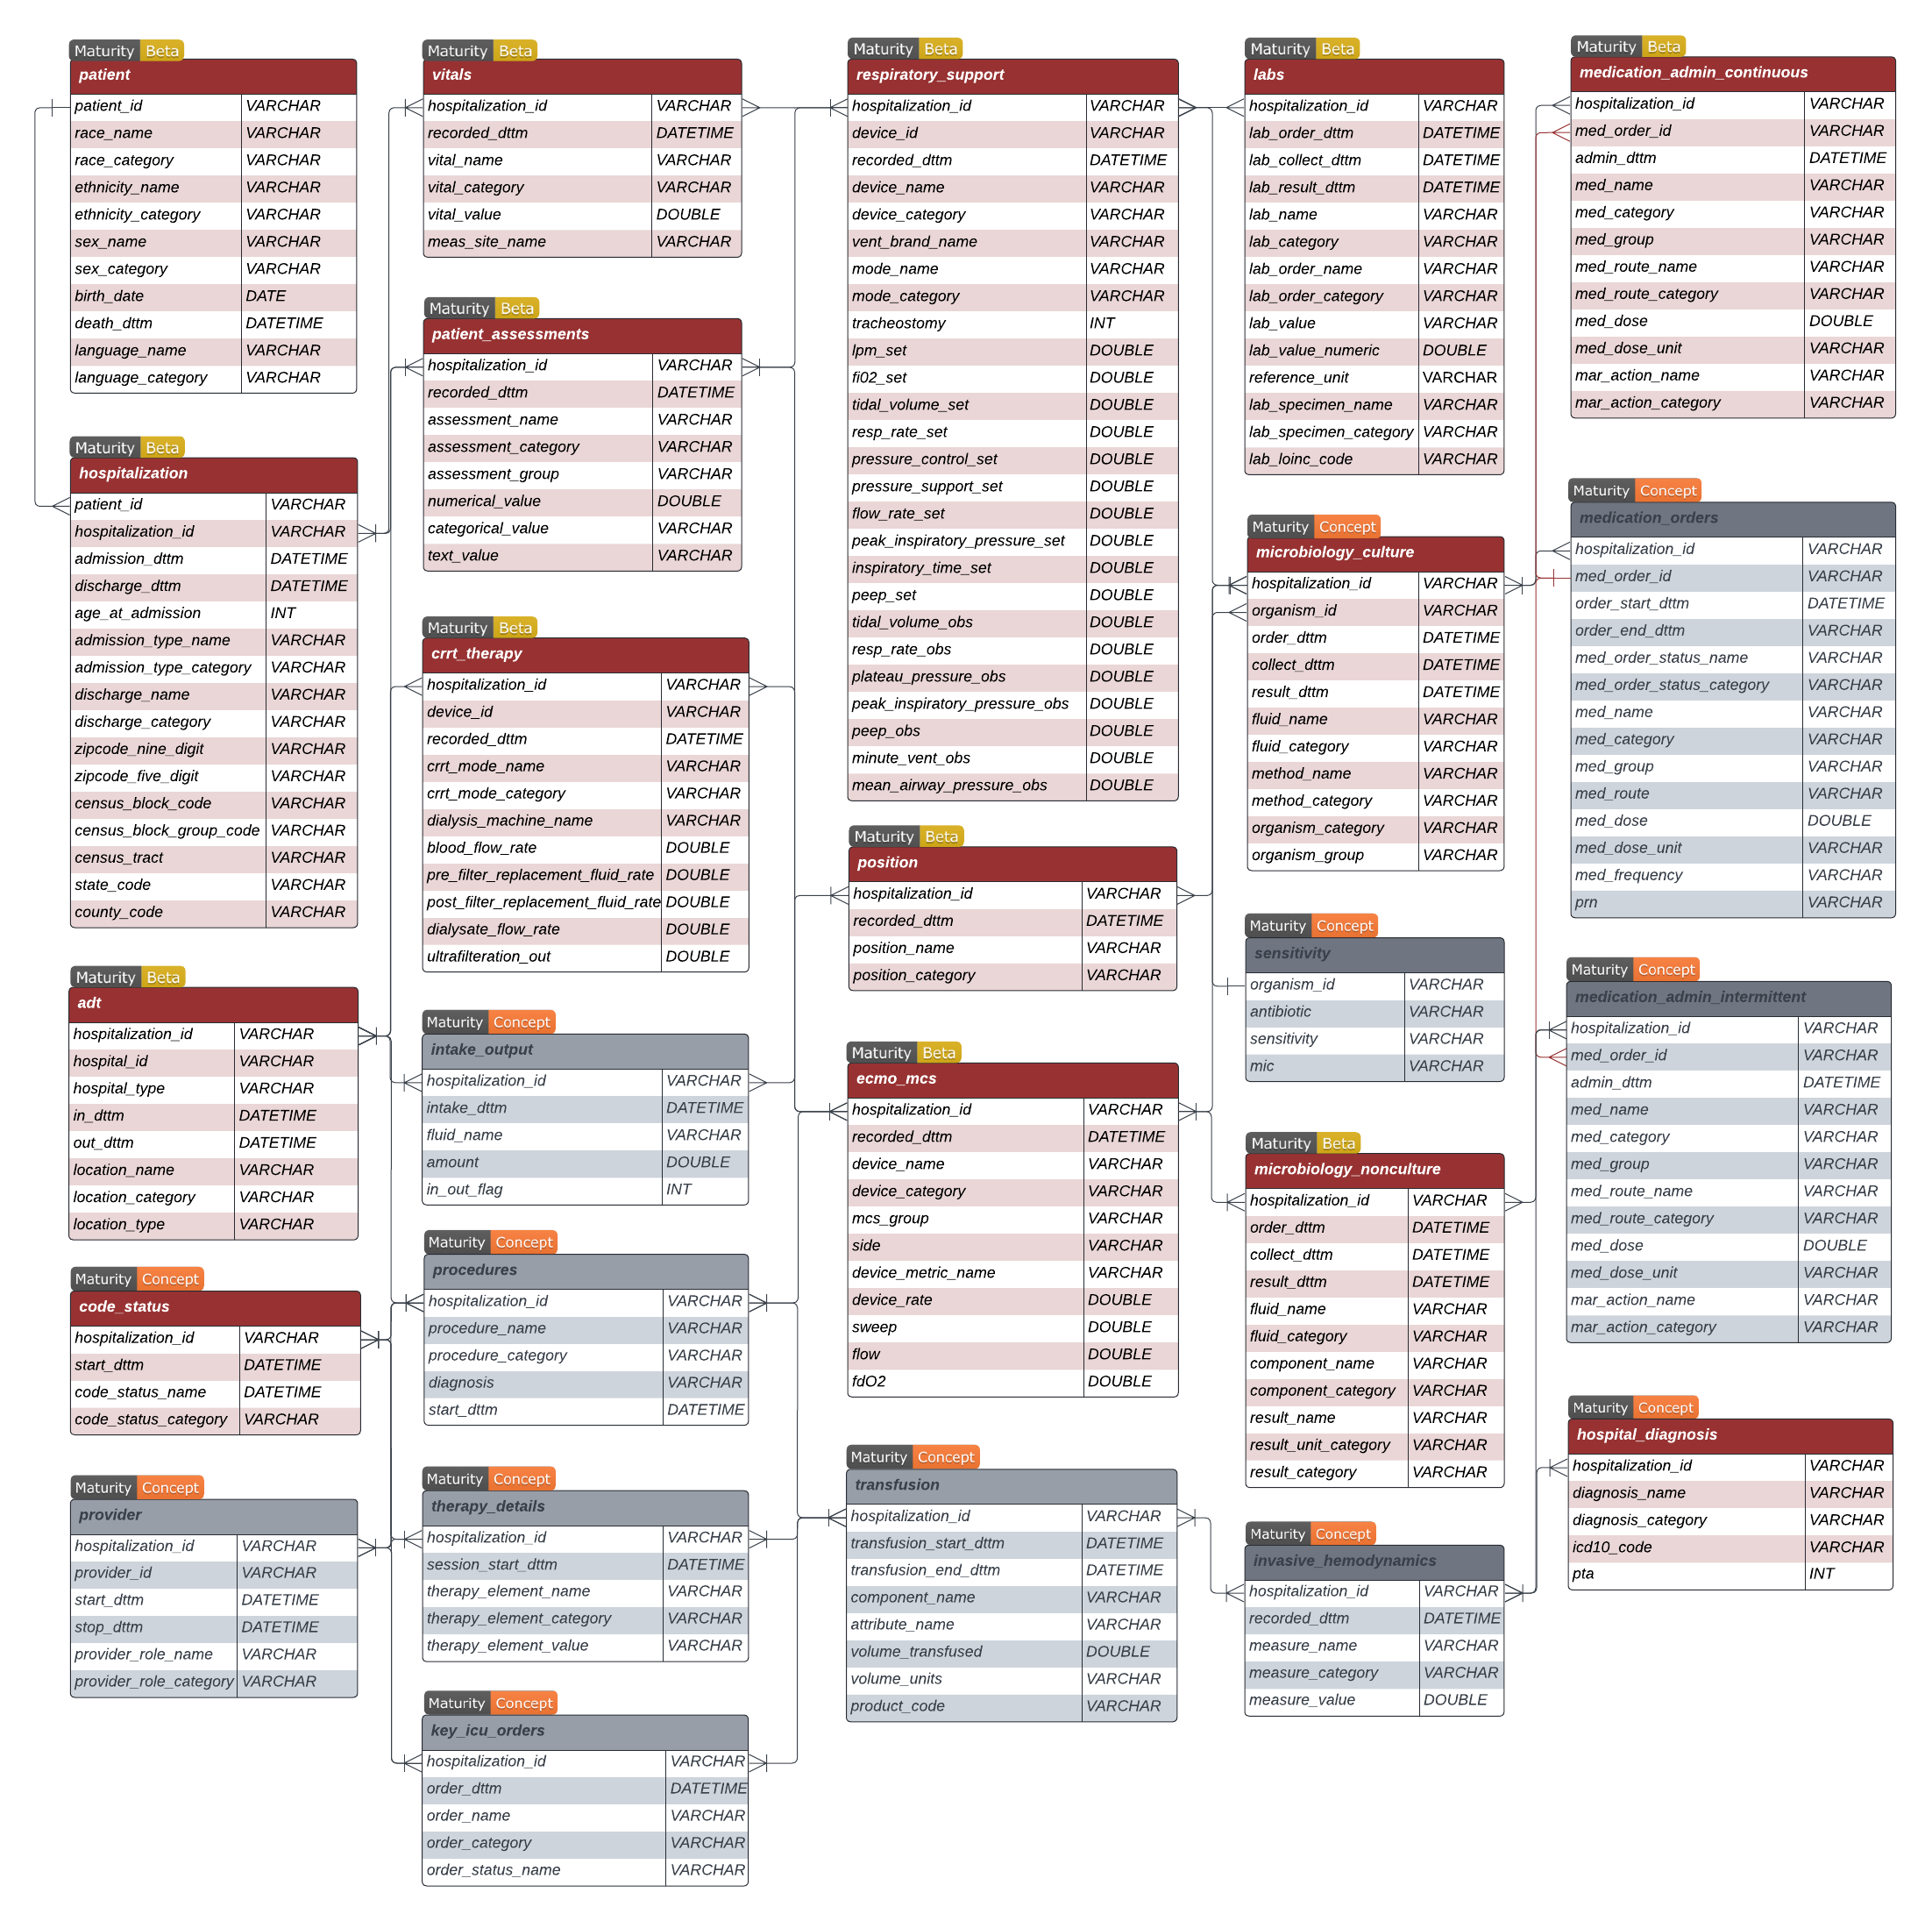 Maturity Beta
patient
patient_id VARCHAR
race_name VARCHAR
race_category VARCHAR
ethnicity_name VARCHAR
ethnicity_category VARCHAR
sex_name VARCHAR
sex_category VARCHAR
birth_date DATE
death_dttm DATETIME
language_name VARCHAR
language_category VARCHAR
Maturity Beta
hospitalization
patient_id VARCHAR
hospitalization_id VARCHAR
admission_dttm DATETIME
discharge_dttm DATETIME
age_at_admission INT
admission_type_name VARCHAR
admission_type_category VARCHAR
discharge_name VARCHAR
discharge_category VARCHAR
zipcode_nine_digit VARCHAR
zipcode_five_digit VARCHAR
census_block_code VARCHAR
census_block_group_code VARCHAR
census_tract VARCHAR
state_code VARCHAR
county_code VARCHAR
Maturity Beta
adt
hospitalization_id VARCHAR
hospital_id VARCHAR
hospital_type VARCHAR
in_dttm DATETIME
out_dttm DATETIME
location_name VARCHAR
location_category VARCHAR
location_type VARCHAR
Maturity Concept
code_status
hospitalization_id VARCHAR
start_dttm DATETIME
code_status_name DATETIME
code_status_category VARCHAR
Maturity Concept
provider
hospitalization_id VARCHAR
provider_id VARCHAR
start_dttm DATETIME
stop_dttm DATETIME
provider_role_name VARCHAR
provider_role_category VARCHAR
Maturity Beta
vitals
hospitalization_id VARCHAR
recorded_dttm DATETIME
vital_name VARCHAR
vital_category VARCHAR
vital_value DOUBLE
meas_site_name VARCHAR
Maturity Beta
patient_assessments
hospitalization_id VARCHAR
recorded_dttm DATETIME
assessment_name VARCHAR
assessment_category VARCHAR
assessment_group VARCHAR
numerical_value DOUBLE
categorical_value VARCHAR
text_value VARCHAR
Maturity Beta
crrt_therapy
hospitalization_id VARCHAR
device_id VARCHAR
recorded_dttm DATETIME
crrt_mode_name VARCHAR
crrt_mode_category VARCHAR
dialysis_machine_name VARCHAR
blood_flow_rate DOUBLE
pre_filter_replacement_fluid_rate DOUBLE
post_filter_replacement_fluid_rate DOUBLE
dialysate_flow_rate DOUBLE
ultrafilteration_out DOUBLE
Maturity Concept
intake_output
hospitalization_id VARCHAR
intake_dttm DATETIME
fluid_name VARCHAR
amount DOUBLE
in_out_flag INT
Maturity Concept
procedures
hospitalization_id VARCHAR
procedure_name VARCHAR
procedure_category VARCHAR
diagnosis VARCHAR
start_dttm DATETIME
Maturity Concept
therapy_details
hospitalization_id VARCHAR
session_start_dttm DATETIME
therapy_element_name VARCHAR
therapy_element_category VARCHAR
therapy_element_value VARCHAR
Maturity Concept
key_icu_orders
hospitalization_id VARCHAR
order_dttm DATETIME
order_name VARCHAR
order_category VARCHAR
order_status_name VARCHAR
Maturity Beta
respiratory_support
hospitalization_id VARCHAR
device_id VARCHAR
recorded_dttm DATETIME
device_name VARCHAR
device_category VARCHAR
vent_brand_name VARCHAR
mode_name VARCHAR
mode_category VARCHAR
tracheostomy INT
lpm_set DOUBLE
fi02_set DOUBLE
tidal_volume_set DOUBLE
resp_rate_set DOUBLE
pressure_control_set DOUBLE
pressure_support_set DOUBLE
flow_rate_set DOUBLE
peak_inspiratory_pressure_set DOUBLE
inspiratory_time_set DOUBLE
peep_set DOUBLE
tidal_volume_obs DOUBLE
resp_rate_obs DOUBLE
plateau_pressure_obs DOUBLE
peak_inspiratory_pressure_obs DOUBLE
peep_obs DOUBLE
minute_vent_obs DOUBLE
mean_airway_pressure_obs DOUBLE
Maturity Beta
position
hospitalization_id VARCHAR
recorded_dttm DATETIME
position_name VARCHAR
position_category VARCHAR
Maturity Beta
ecmo_mcs
hospitalization_id VARCHAR
recorded_dttm DATETIME
device_name VARCHAR
device_category VARCHAR
mcs_group VARCHAR
side VARCHAR
device_metric_name VARCHAR
device_rate DOUBLE
sweep DOUBLE
flow DOUBLE
fdO2 DOUBLE
Maturity Concept
transfusion
hospitalization_id VARCHAR
transfusion_start_dttm DATETIME
transfusion_end_dttm DATETIME
component_name VARCHAR
attribute_name VARCHAR
volume_transfused DOUBLE
volume_units VARCHAR
product_code VARCHAR
Maturity Beta
labs
hospitalization_id VARCHAR
lab_order_dttm DATETIME
lab_collect_dttm DATETIME
lab_result_dttm DATETIME
lab_name VARCHAR
lab_category VARCHAR
lab_order_name VARCHAR
lab_order_category VARCHAR
lab_value VARCHAR
lab_value_numeric DOUBLE
reference_unit VARCHAR
lab_specimen_name VARCHAR
lab_specimen_category VARCHAR
lab_loinc_code VARCHAR
Maturity Concept
microbiology_culture
hospitalization_id VARCHAR
organism_id VARCHAR
order_dttm DATETIME
collect_dttm DATETIME
result_dttm DATETIME
fluid_name VARCHAR
fluid_category VARCHAR
method_name VARCHAR
method_category VARCHAR
organism_category VARCHAR
organism_group VARCHAR
Maturity Concept
sensitivity
organism_id VARCHAR
antibiotic VARCHAR
sensitivity VARCHAR
mic VARCHAR
Maturity Beta
microbiology_nonculture
hospitalization_id VARCHAR
order_dttm DATETIME
collect_dttm DATETIME
result_dttm DATETIME
fluid_name VARCHAR
fluid_category VARCHAR
component_name VARCHAR
component_category VARCHAR
result_name VARCHAR
result_unit_category VARCHAR
result_category VARCHAR
Maturity Concept
invasive_hemodynamics
hospitalization_id VARCHAR
recorded_dttm DATETIME
measure_name VARCHAR
measure_category VARCHAR
measure_value DOUBLE
Maturity Beta
medication_admin_continuous
hospitalization_id VARCHAR
med_order_id VARCHAR
admin_dttm DATETIME
med_name VARCHAR
med_category VARCHAR
med_group VARCHAR
med_route_name VARCHAR
med_route_category VARCHAR
med_dose DOUBLE
med_dose_unit VARCHAR
mar_action_name VARCHAR
mar_action_category VARCHAR
Maturity Concept
medication_orders
hospitalization_id VARCHAR
med_order_id VARCHAR
order_start_dttm DATETIME
order_end_dttm VARCHAR
med_order_status_name VARCHAR
med_order_status_category VARCHAR
med_name VARCHAR
med_category VARCHAR
med_group VARCHAR
med_route VARCHAR
med_dose DOUBLE
med_dose_unit VARCHAR
med_frequency VARCHAR
prn VARCHAR
Maturity Concept
medication_admin_intermittent
hospitalization_id VARCHAR
med_order_id VARCHAR
admin_dttm DATETIME
med_name VARCHAR
med_category VARCHAR
med_group VARCHAR
med_route_name VARCHAR
med_route_category VARCHAR
med_dose DOUBLE
med_dose_unit VARCHAR
mar_action_name VARCHAR
mar_action_category VARCHAR
Maturity Concept
hospital_diagnosis
hospitalization_id VARCHAR
diagnosis_name VARCHAR
diagnosis_category VARCHAR
icd10_code VARCHAR
pta INT